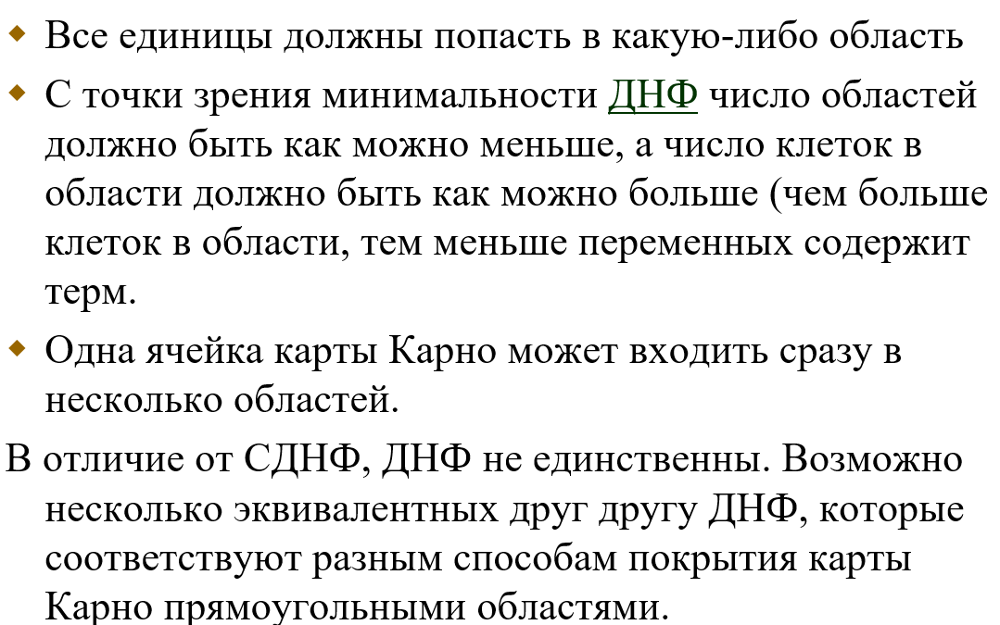 Все единицы должны попасть в какую-либо область
С точки зрения минимальности ДНФ число областей
должно быть как можно меньше, а число клеток в
области должно быть как можно больше (чем больше
клеток в области, тем меньше переменных содержит
терм.
Одна ячейка карты Карно может входить сразу в
несколько областей.
В отличие от СДНФ, ДНФ не единственны. Возможно
несколько эквивалентных друг другу ДНФ, которые
соответствуют разным способам покрытия карты
Карно прямоугольными областями.